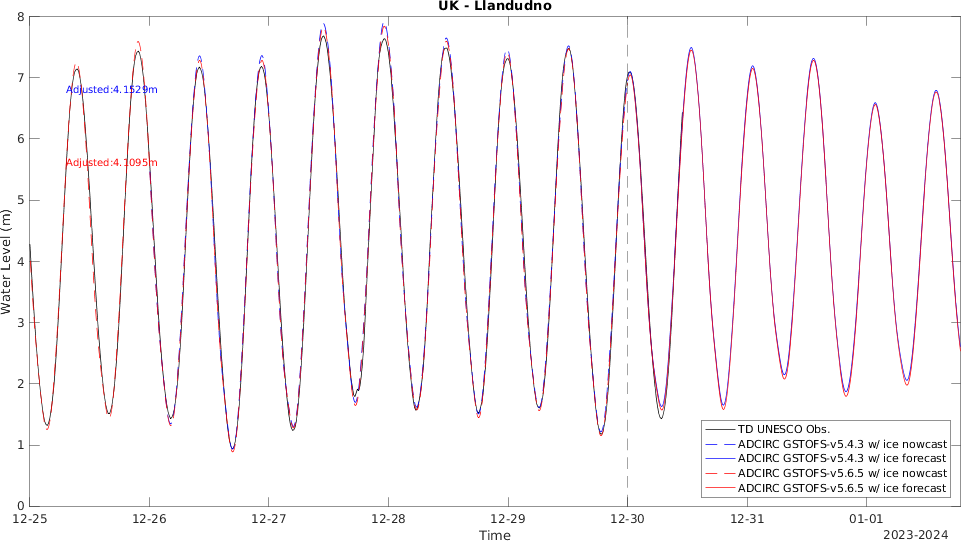 UK - Llandudno
8
7
6
5
4
3
2
1
0
Water Level (m)
Adjusted:4.1529m
Adjusted:4.1095m
TD UNESCO Obs.
ADCIRC GSTOFS-v5.4.3 w/ ice nowcast
ADCIRC GSTOFS-v5.4.3 w/ ice forecast
ADCIRC GSTOFS-v5.6.5 w/ ice nowcast
ADCIRC GSTOFS-v5.6.5 w/ ice forecast
12-25 12-26 12-27 12-28 12-29 12-30 12-31 01-01
Time
2023-2024